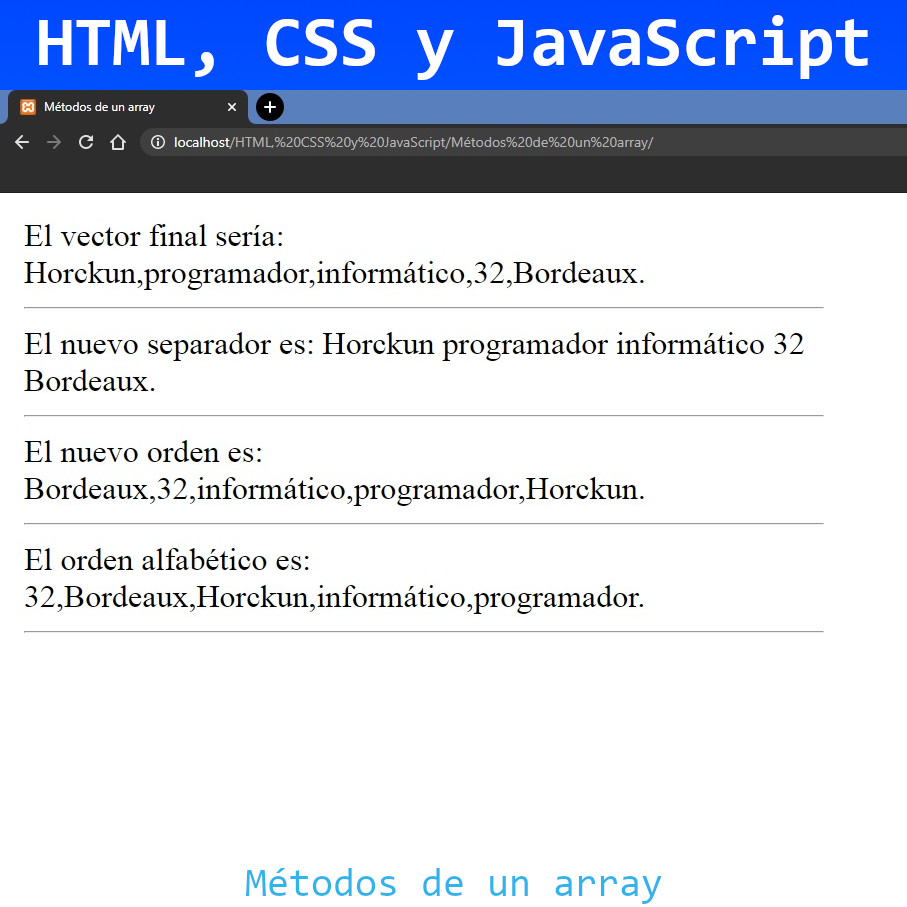 HTML, CSS y JavaScript
Métodos de un array
localhost/HTML,%20CSS%20y%20JavaScript/Métodos%20de%20un%20array/
El vector final sería:
Horckun,programador,informático,32,Bordeaux.
El nuevo separador es: Horckun programador informático 32
Bordeaux.
El nuevo orden es:
Bordeaux,32,informático,programador,Horckun.
El orden alfabético es:
32,Bordeaux,Horckun,informático,programador.
Métodos de un array